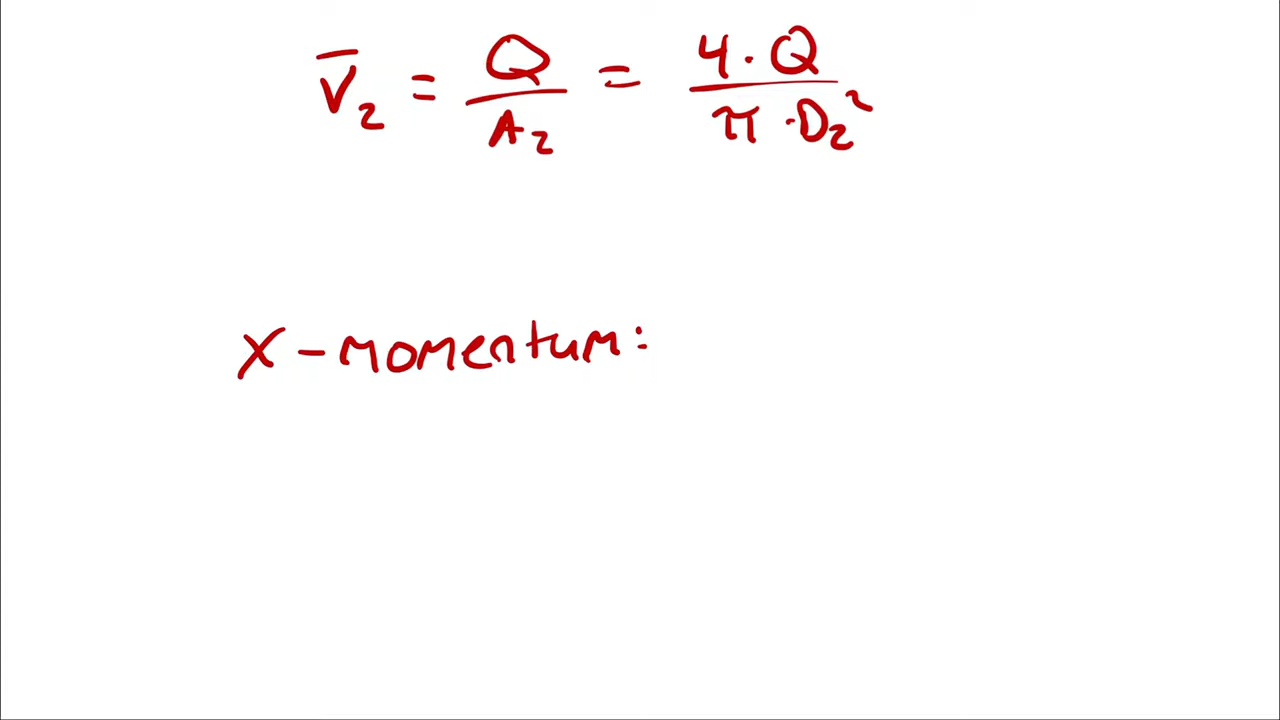 V̅₂ = Q/A₂ = 4·Q/π·D₂²
X-momentum: